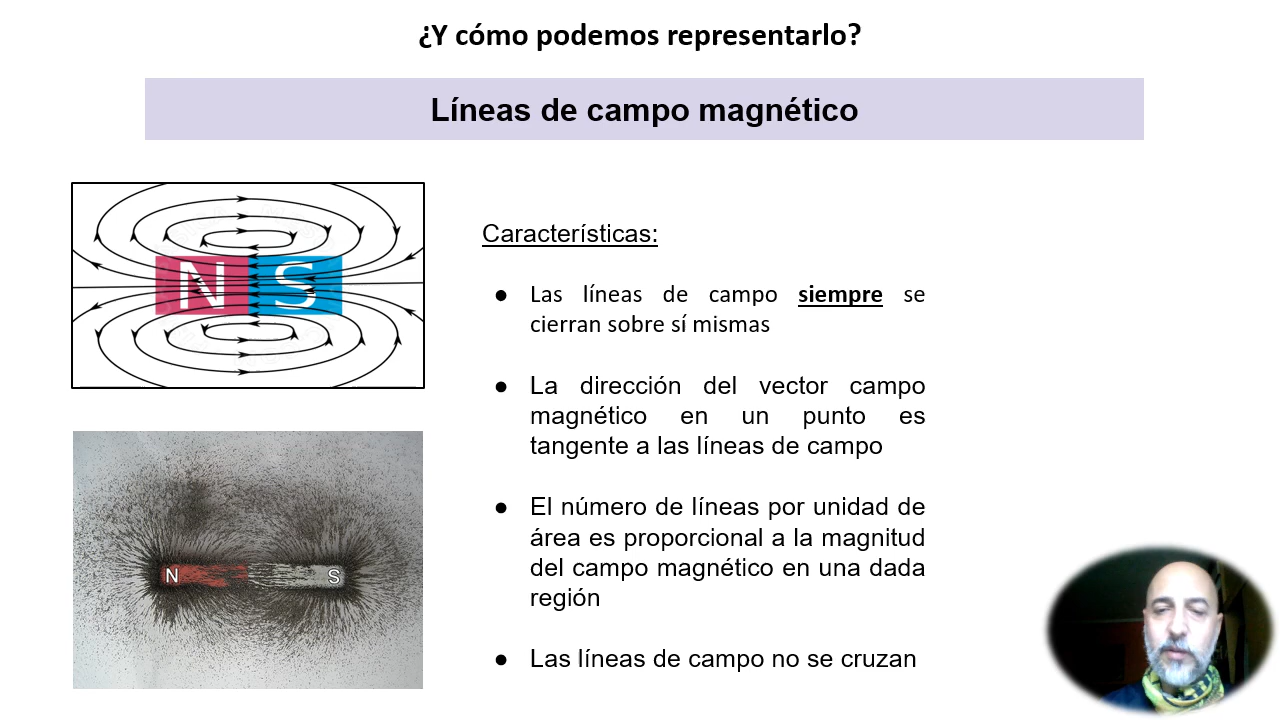 ¿Y cómo podemos representarlo?
Líneas de campo magnético
N S
Características:
● Las líneas de campo siempre se
cierran sobre sí mismas
● La dirección del vector campo
magnético en un punto es
tangente a las líneas de campo
● El número de líneas por unidad de
área es proporcional a la magnitud
del campo magnético en una dada
región
N S
● Las líneas de campo no se cruzan